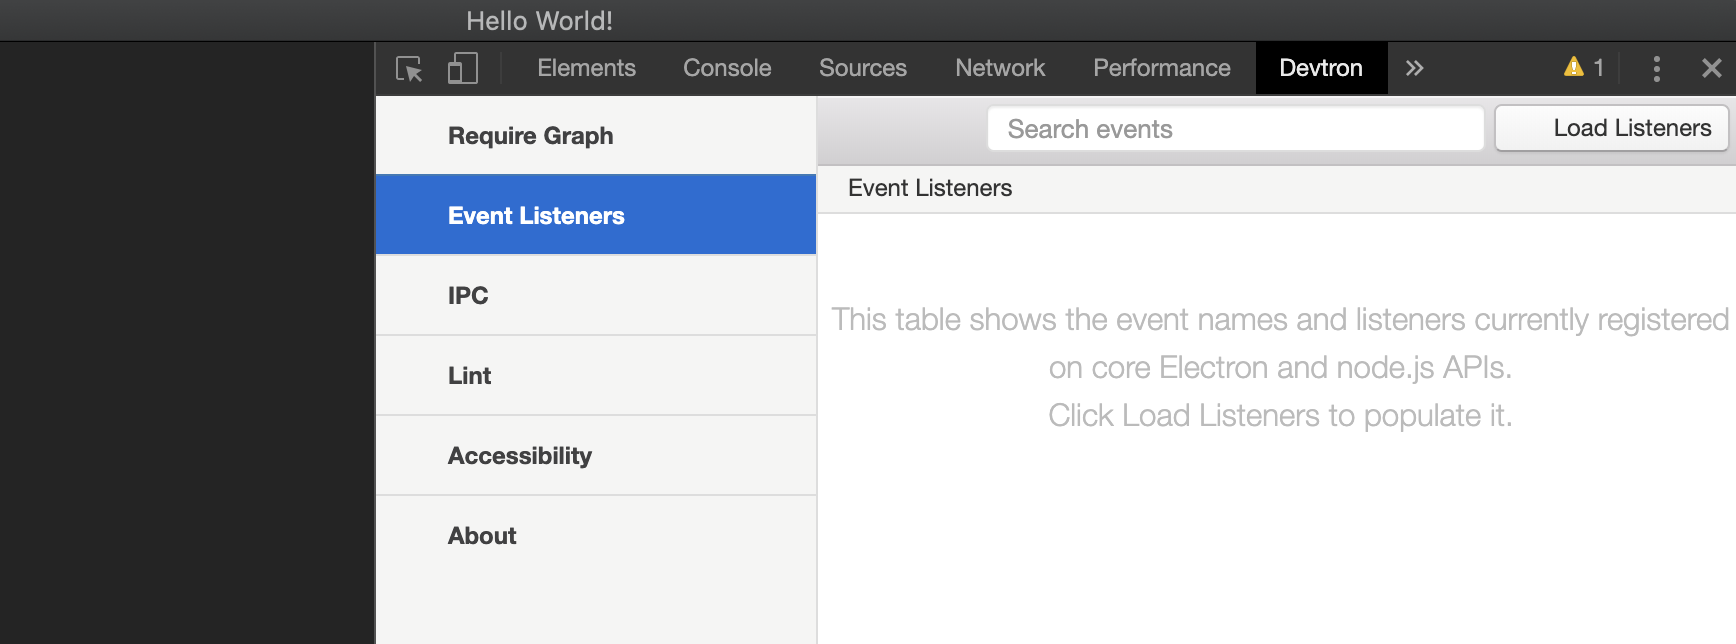 Hello World!
Elements Console Sources Network Performance Devtron » 1
Require Graph
Event Listeners
IPC
Lint
Accessibility
About
Search events
Load Listeners
Event Listeners
This table shows the event names and listeners currently registered
on core Electron and node.js APIs.
Click Load Listeners to populate it.